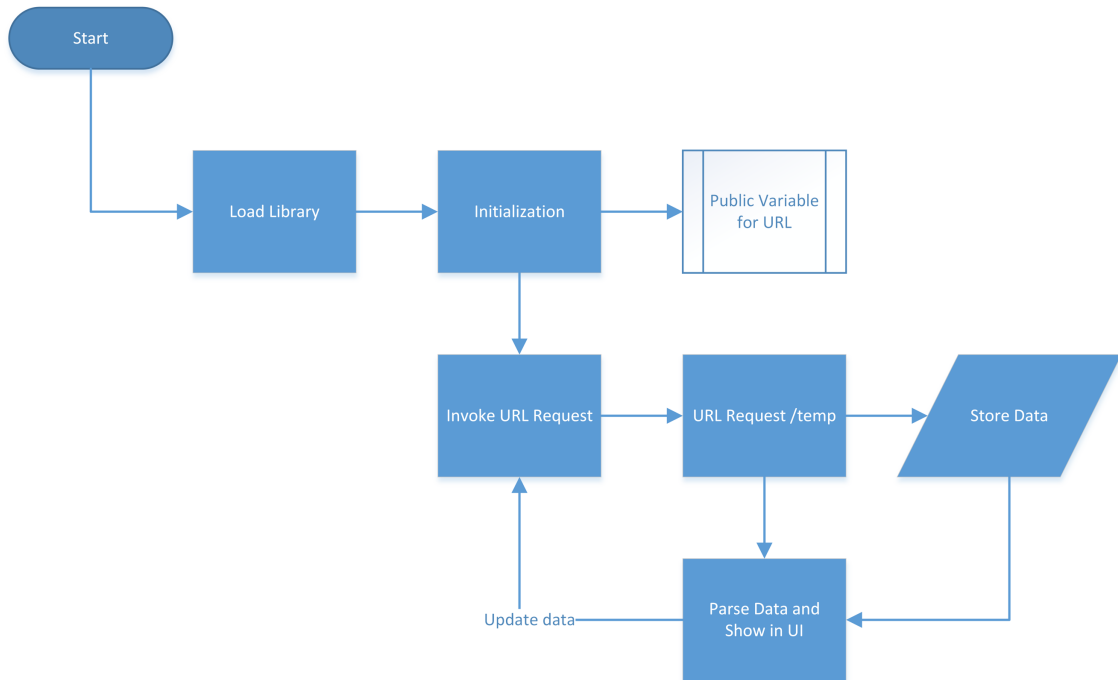 Start
Load Library
Initialization
Public Variable
for URL
Invoke URL Request
URL Request /temp
Store Data
Parse Data and
Show in UI
Update data